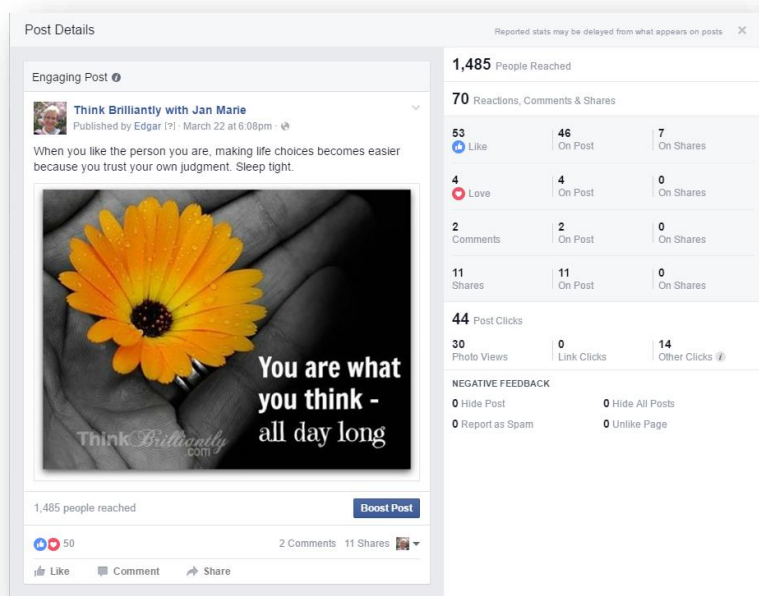 Post Details
Reported stats may be delayed from what appears on posts
Engaging Post
Think Brilliantly with Jan Marie
Published by Edgar [?] · March 22 at 6:08pm ·
When you like the person you are, making life choices becomes easier
because you trust your own judgment. Sleep tight.
You are what
you think -
all day long
Think Brilliantly
.com
1,485 people reached
Boost Post
50
2 Comments 11 Shares
Like Comment Share
1,485 People Reached
70 Reactions, Comments & Shares
53 46 7
Like On Post On Shares
4 4 0
Love On Post On Shares
2 2 0
Comments On Post On Shares
11 11 0
Shares On Post On Shares
44 Post Clicks
30 0 14
Photo Views Link Clicks Other Clicks
NEGATIVE FEEDBACK
0 Hide Post 0 Hide All Posts
0 Report as Spam 0 Unlike Page